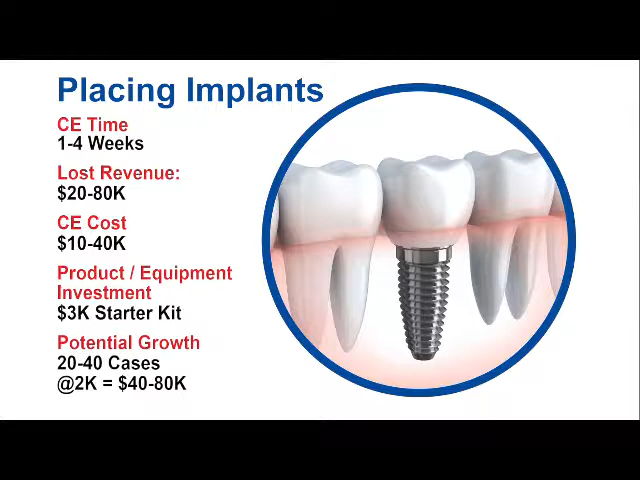 Placing Implants
CE Time
1-4 Weeks
Lost Revenue:
$20-80K
CE Cost
$10-40K
Product / Equipment
Investment
$3K Starter Kit
Potential Growth
20-40 Cases
@2K = $40-80K